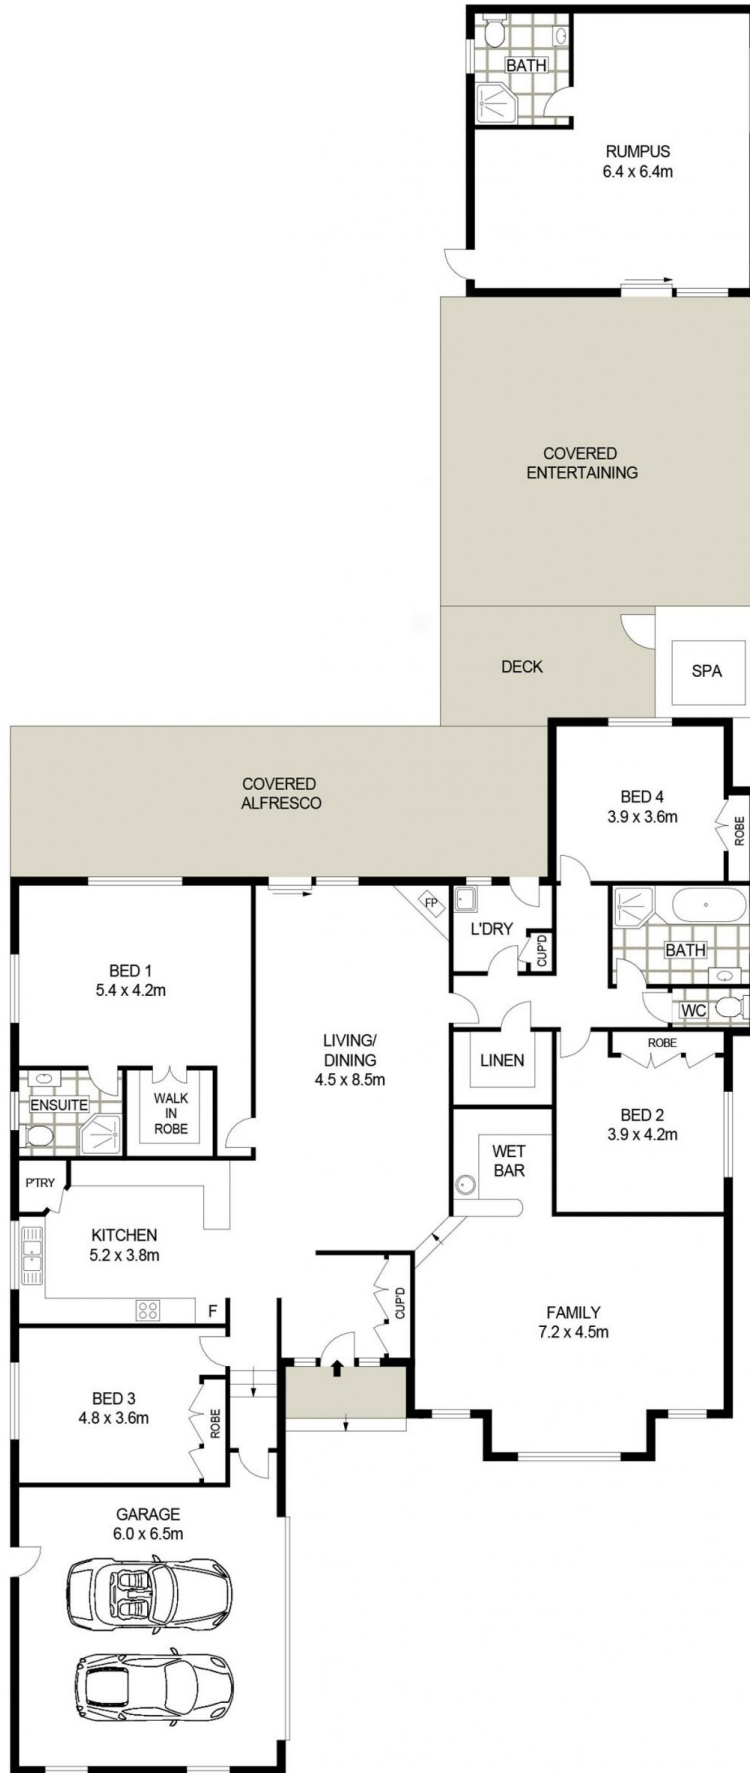 BATH
RUMPUS
6.4 x 6.4m
COVERED
ENTERTAINING
DECK
SPA
COVERED
ALFRESCO
BED 4
3.9 x 3.6m
ROBE
FP
L'DRY
CUP'D
BATH
BED 1
5.4 x 4.2m
WC
LIVING/
DINING
4.5 x 8.5m
LINEN
ROBE
ENSUITE
WALK
IN
ROBE
BED 2
3.9 x 4.2m
WET
BAR
P'TRY
KITCHEN
5.2 x 3.8m
F
CUP'D
FAMILY
7.2 x 4.5m
BED 3
4.8 x 3.6m
ROBE
GARAGE
6.0 x 6.5m